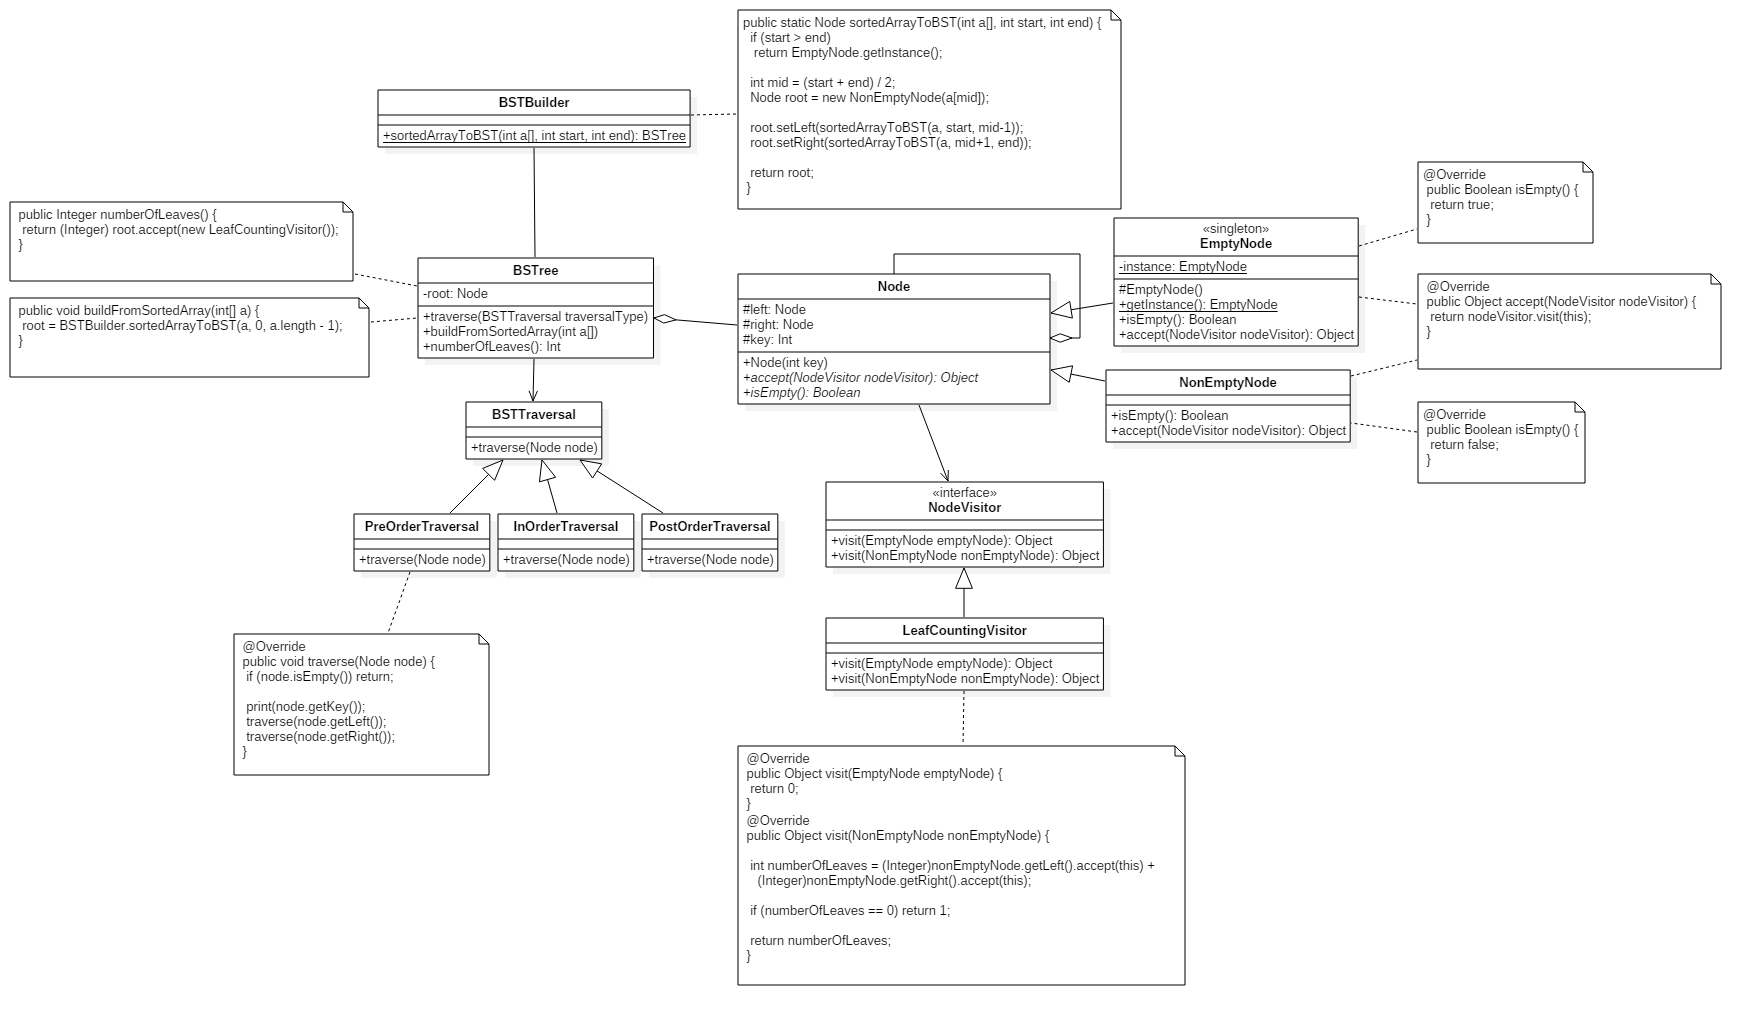 public static Node sortedArrayToBST(int a[], int start, int end) {
if (start > end)
return EmptyNode.getInstance();
int mid = (start + end) / 2;
Node root = new NonEmptyNode(a[mid]);
root.setLeft(sortedArrayToBST(a, start, mid-1));
root.setRight(sortedArrayToBST(a, mid+1, end));
return root;
}
BSTBuilder
+sortedArrayToBST(int a[], int start, int end): BSTree
public Integer numberOfLeaves() {
return (Integer) root.accept(new LeafCountingVisitor());
}
public void buildFromSortedArray(int[] a) {
root = BSTBuilder.sortedArrayToBST(a, 0, a.length - 1);
}
BSTree
-root: Node
+traverse(BSTTraversal traversalType)
+buildFromSortedArray(int a[])
+numberOfLeaves(): Int
Node
#left: Node
#right: Node
#key: Int
+Node(int key)
+accept(NodeVisitor nodeVisitor): Object
+isEmpty(): Boolean
«singleton»
EmptyNode
-instance: EmptyNode
#EmptyNode()
+getInstance(): EmptyNode
+isEmpty(): Boolean
+accept(NodeVisitor nodeVisitor): Object
@Override
public Boolean isEmpty() {
return true;
}
@Override
public Object accept(NodeVisitor nodeVisitor) {
return nodeVisitor.visit(this);
}
NonEmptyNode
+isEmpty(): Boolean
+accept(NodeVisitor nodeVisitor): Object
@Override
public Boolean isEmpty() {
return false;
}
BSTTraversal
+traverse(Node node)
PreOrderTraversal
+traverse(Node node)
InOrderTraversal
+traverse(Node node)
PostOrderTraversal
+traverse(Node node)
@Override
public void traverse(Node node) {
if (node.isEmpty()) return;
print(node.getKey());
traverse(node.getLeft());
traverse(node.getRight());
}
«interface»
NodeVisitor
+visit(EmptyNode emptyNode): Object
+visit(NonEmptyNode nonEmptyNode): Object
LeafCountingVisitor
+visit(EmptyNode emptyNode): Object
+visit(NonEmptyNode nonEmptyNode): Object
@Override
public Object visit(EmptyNode emptyNode) {
return 0;
}
@Override
public Object visit(NonEmptyNode nonEmptyNode) {
int numberOfLeaves = (Integer)nonEmptyNode.getLeft().accept(this) +
(Integer)nonEmptyNode.getRight().accept(this);
if (numberOfLeaves == 0) return 1;
return numberOfLeaves;
}